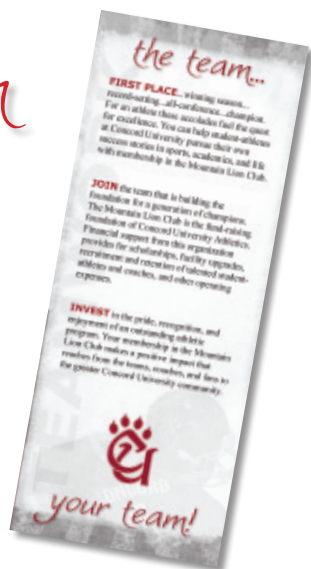 the team...
FIRST PLACE...winning season...
record-setting...all-conference...champion.
For an athlete these accolades fuel the quest
for excellence. You can help student-athletes
at Concord University pursue their own
success stories in sports, academics, and life
with membership in the Mountain Lion Club.
JOIN the team that is building the
foundation for a generation of champions.
The Mountain Lion Club is the fund-raising
foundation of Concord University Athletics.
Financial support from this organization
provides for scholarships, facility upgrades,
recruitment and retention of talented student-
athletes and coaches, and other operating
expenses.
INVEST in the pride, recognition, and
enjoyment of an outstanding athletic
program. Your membership in the Mountain
Lion Club makes a positive impact that
reaches from the teams, coaches, and fans to
the greater Concord University community.
CU
CONCORD
your team!